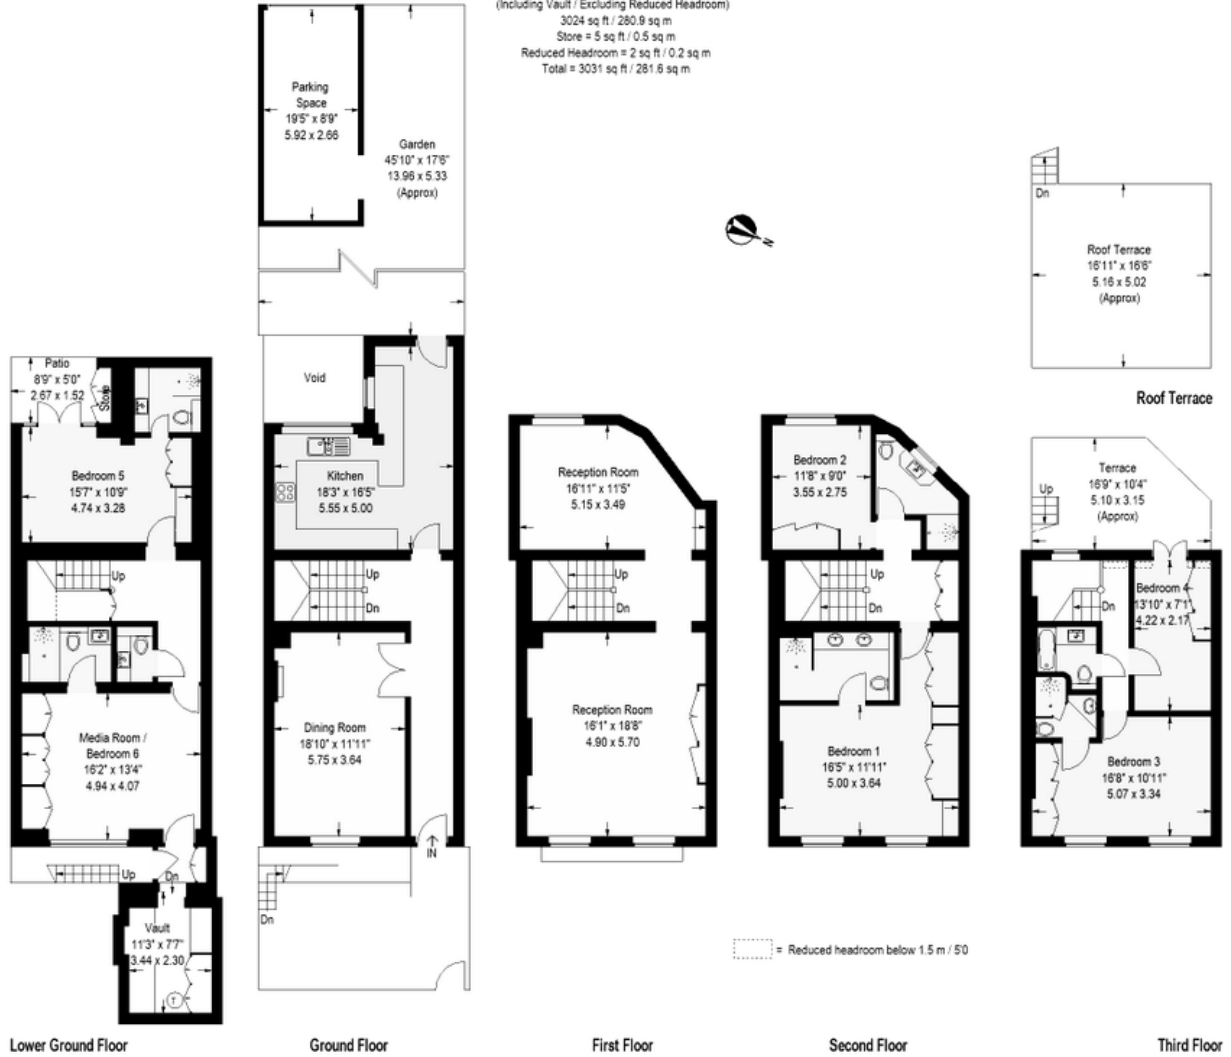 (Including Vault / Excluding Reduced Headroom)
3024 sq ft / 280.9 sq m
Store = 5 sq ft / 0.5 sq m
Reduced Headroom = 2 sq ft / 0.2 sq m
Total = 3031 sq ft / 281.6 sq m
Parking
Space
19'5" x 8'9"
5.92 x 2.66
Garden
45'10" x 17'6"
13.96 x 5.33
(Approx)
N
Dn
Roof Terrace
16'11" x 16'6"
5.16 x 5.02
(Approx)
Roof Terrace
Patio
8'9" x 5'0"
2.67 x 1.52
Store
Bedroom 5
15'7" x 10'9"
4.74 x 3.28
Up
Media Room /
Bedroom 6
16'2" x 13'4"
4.94 x 4.07
Up
Dn
Vault
11'3" x 7'7"
3.44 x 2.30
T
Lower Ground Floor
Void
Kitchen
18'3" x 16'5"
5.55 x 5.00
Up
Dn
Dining Room
18'10" x 11'11"
5.75 x 3.64
IN
Dn
Ground Floor
Reception Room
16'11" x 11'5"
5.15 x 3.49
Up
Dn
Reception Room
16'1" x 18'8"
4.90 x 5.70
First Floor
Bedroom 2
11'8" x 9'0"
3.55 x 2.75
Up
Dn
Bedroom 1
16'5" x 11'11"
5.00 x 3.64
Second Floor
Terrace
16'9" x 10'4"
5.10 x 3.15
(Approx)
Up
Dn
Bedroom 4
13'10" x 7'1"
4.22 x 2.17
Bedroom 3
16'8" x 10'11"
5.07 x 3.34
Third Floor
= Reduced headroom below 1.5 m / 5'0